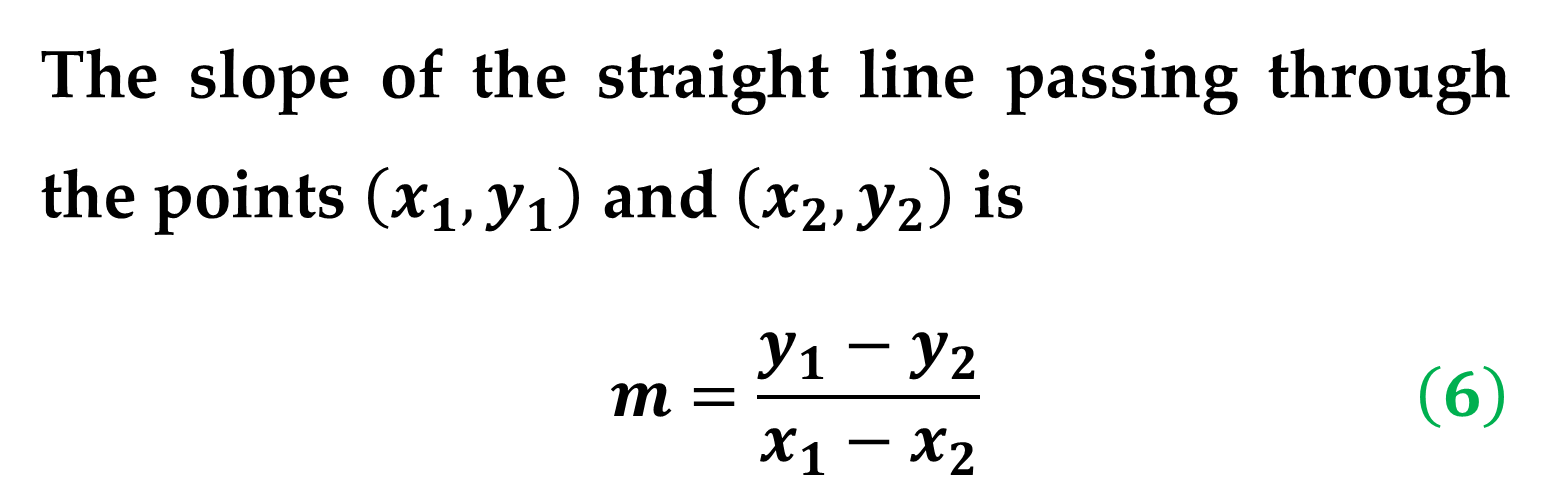 The slope of the straight line passing through
the points (x₁, y₁) and (x₂, y₂) is
m = (y₁ − y₂) / (x₁ − x₂) (6)